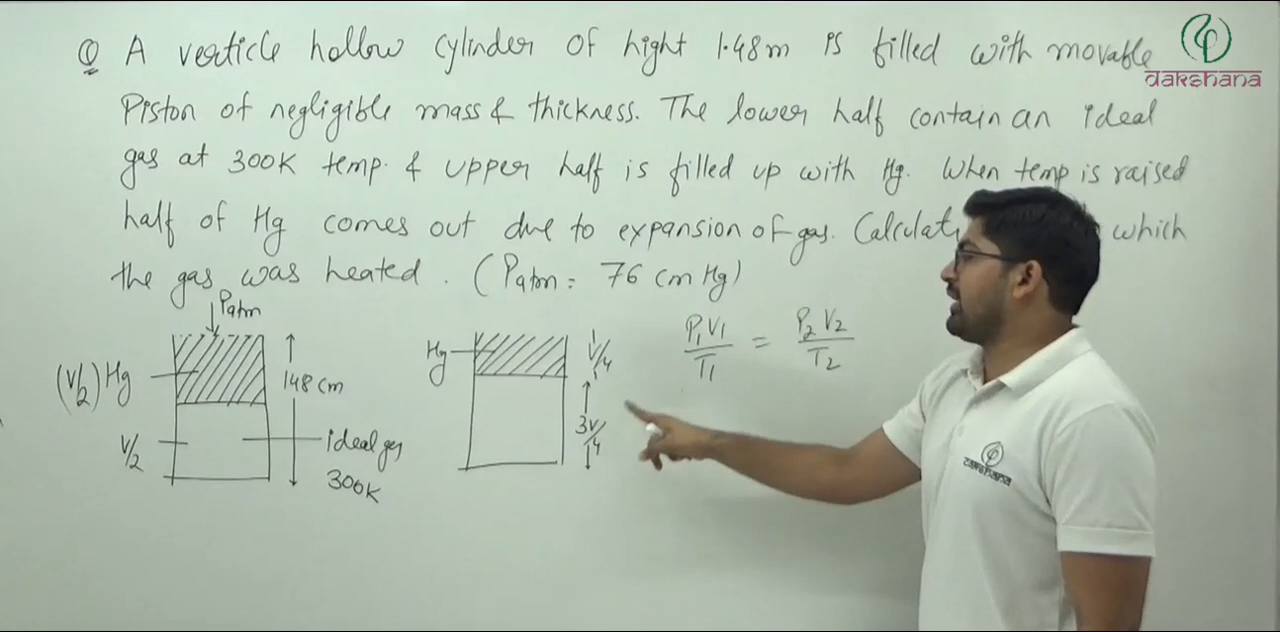 Q A verticle hollow cylinder of hight 1.48m is filled with movable
Piston of negligible mass & thickness. The lower half contain an ideal
gas at 300K temp. & upper half is filled up with Hg. When temp is raised
half of Hg comes out due to expansion of gas. Calculat which
the gas was heated. (Patm = 76 cm Hg)
dakshana
Patm
(V/2) Hg
148 cm
V/2
ideal gas
300K
Hg
V/4
3V/4
P1V1/T1 = P2V2/T2